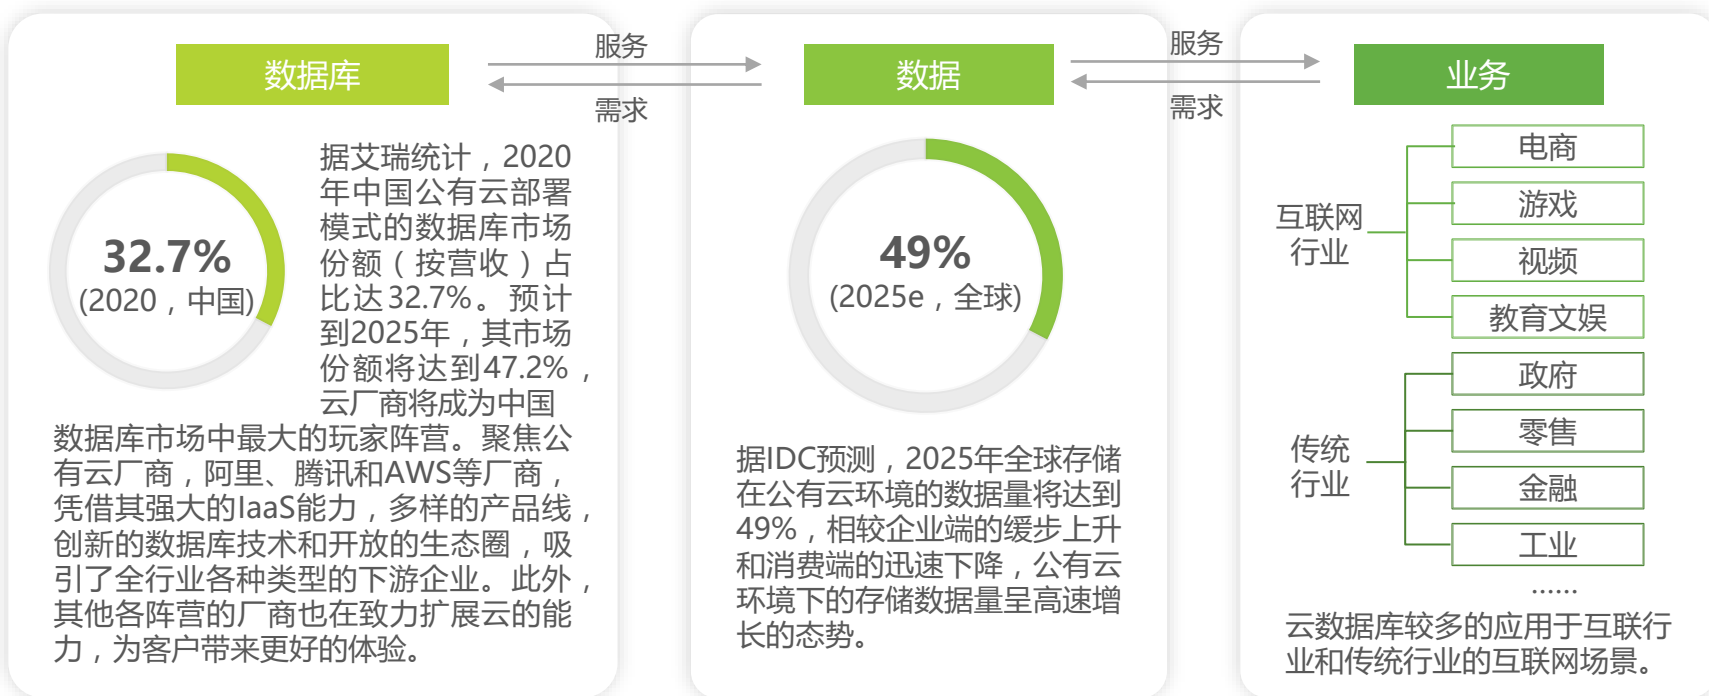 数据库
服务
需求
数据
服务
需求
业务
32.7%
(2020，中国)
据艾瑞统计，2020
年中国公有云部署
模式的数据库市场
份额（按营收）占
比达32.7%。预计
到2025年，其市场
份额将达到47.2%，
云厂商将成为中国
数据库市场中最大的玩家阵营。聚焦公
有云厂商，阿里、腾讯和AWS等厂商，
凭借其强大的IaaS能力，多样的产品线，
创新的数据库技术和开放的生态圈，吸
引了全行业各种类型的下游企业。此外，
其他各阵营的厂商也在致力扩展云的能
力，为客户带来更好的体验。
49%
(2025e，全球)
据IDC预测，2025年全球存储
在公有云环境的数据量将达到
49%，相较企业端的缓步上升
和消费端的迅速下降，公有云
环境下的存储数据量呈高速增
长的态势。
互联网
行业
电商
游戏
视频
教育文娱
传统
行业
政府
零售
金融
工业
......
云数据库较多的应用于互联行
业和传统行业的互联网场景。